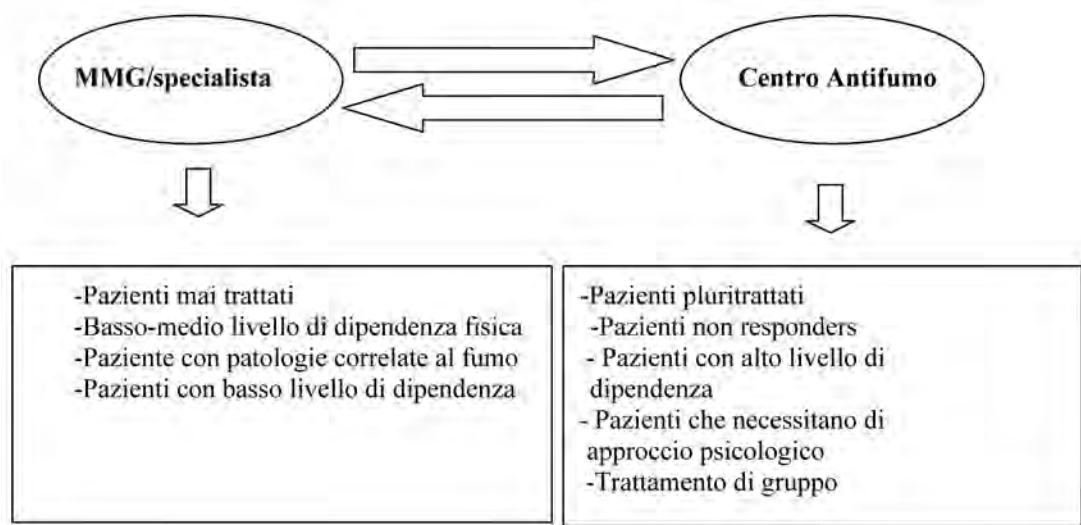 MMG/specialista
Centro Antifumo
-Pazienti mai trattati
-Basso-medio livello di dipendenza fisica
-Paziente con patologie correlate al fumo
-Pazienti con basso livello di dipendenza
-Pazienti pluritrattati
-Pazienti non responders
- Pazienti con alto livello di
dipendenza
- Pazienti che necessitano di
approccio psicologico
-Trattamento di gruppo